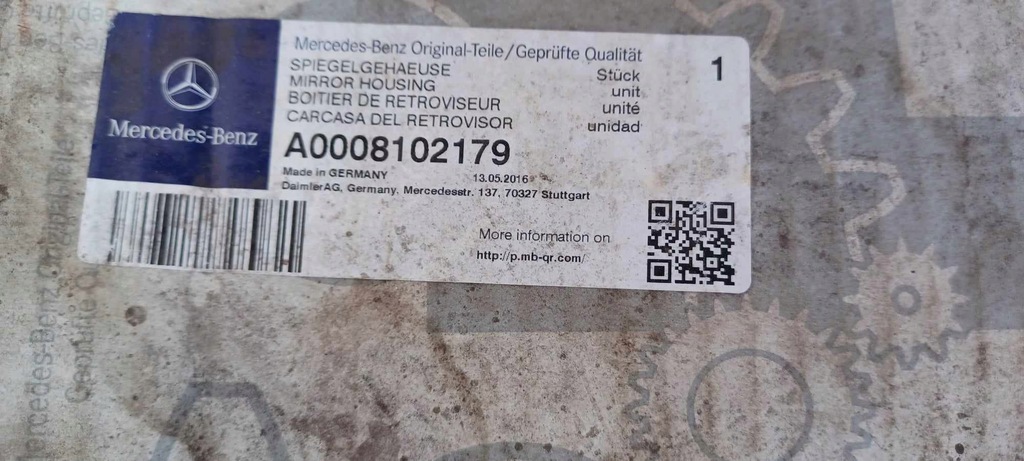 Mercedes-Benz
Mercedes-Benz Original-Teile/Geprüfte Qualität
SPIEGELGEHAEUSE Stück 1
MIRROR HOUSING unit
BOITIER DE RETROVISEUR unité
CARCASA DEL RETROVISOR unidad
A0008102179
Made in GERMANY 13.05.2016
DaimlerAG, Germany, Mercedesstr. 137, 70327 Stuttgart
More information on
http://p.mb-qr.com/